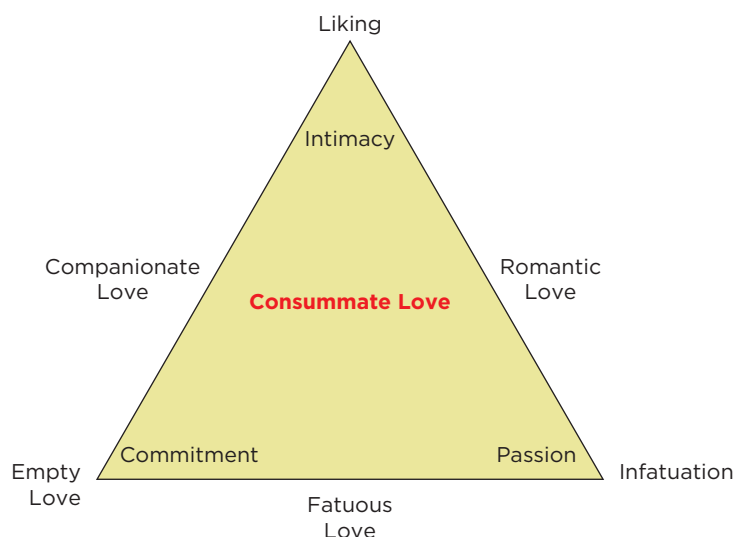 Liking
Intimacy
Companionate
Love
Romantic
Love
Consummate Love
Commitment
Passion
Empty
Love
Infatuation
Fatuous
Love